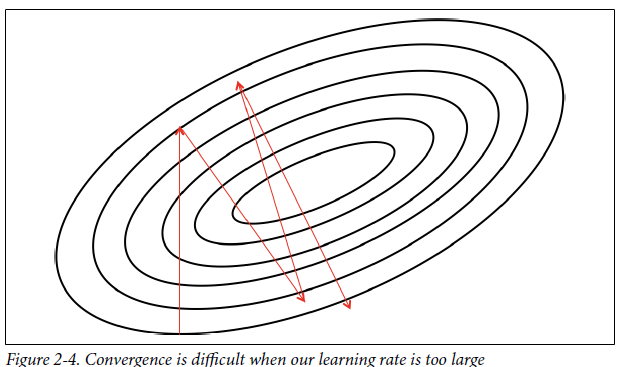 Figure 2-4. Convergence is difficult when our learning rate is too large